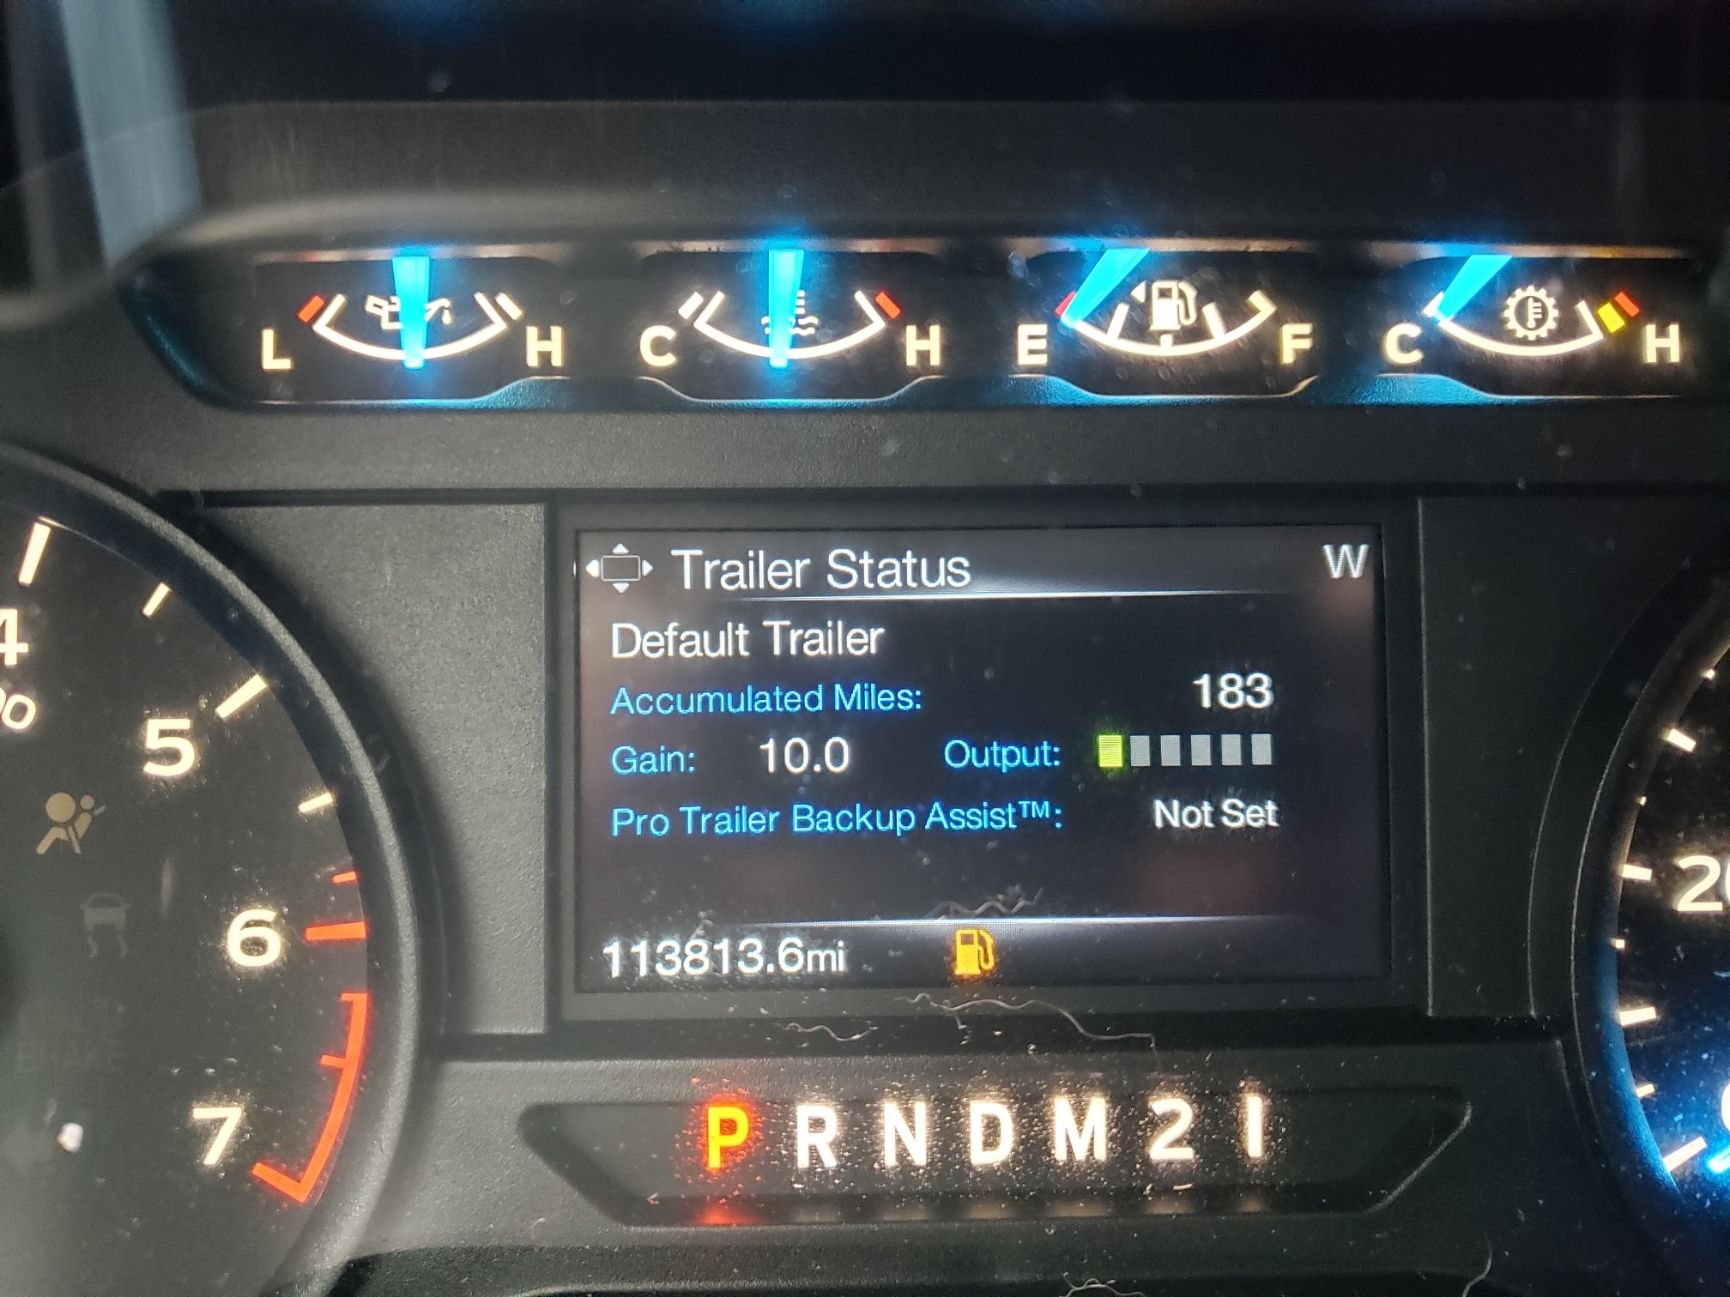 L H C H E F C H
Trailer Status W
Default Trailer
Accumulated Miles: 183
Gain: 10.0 Output:
Pro Trailer Backup Assist™: Not Set
113813.6mi
4
5
6
7
P R N D M 2 1